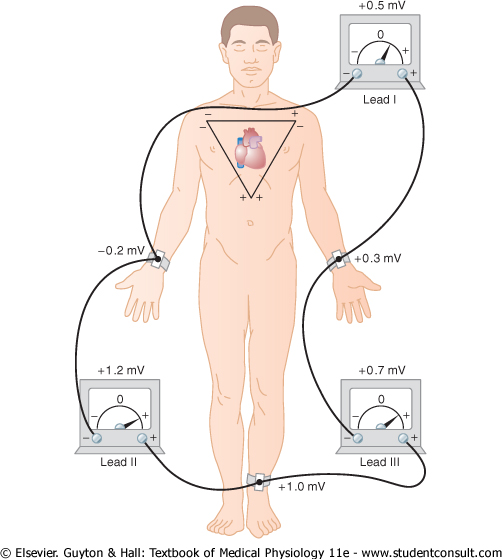 +0.5 mV
0
– +
– +
Lead I
– +
– –
+ +
–0.2 mV
+0.3 mV
+1.2 mV
0
– +
– +
Lead II
+0.7 mV
0
– +
– +
Lead III
+1.0 mV
© Elsevier. Guyton & Hall: Textbook of Medical Physiology 11e - www.studentconsult.com